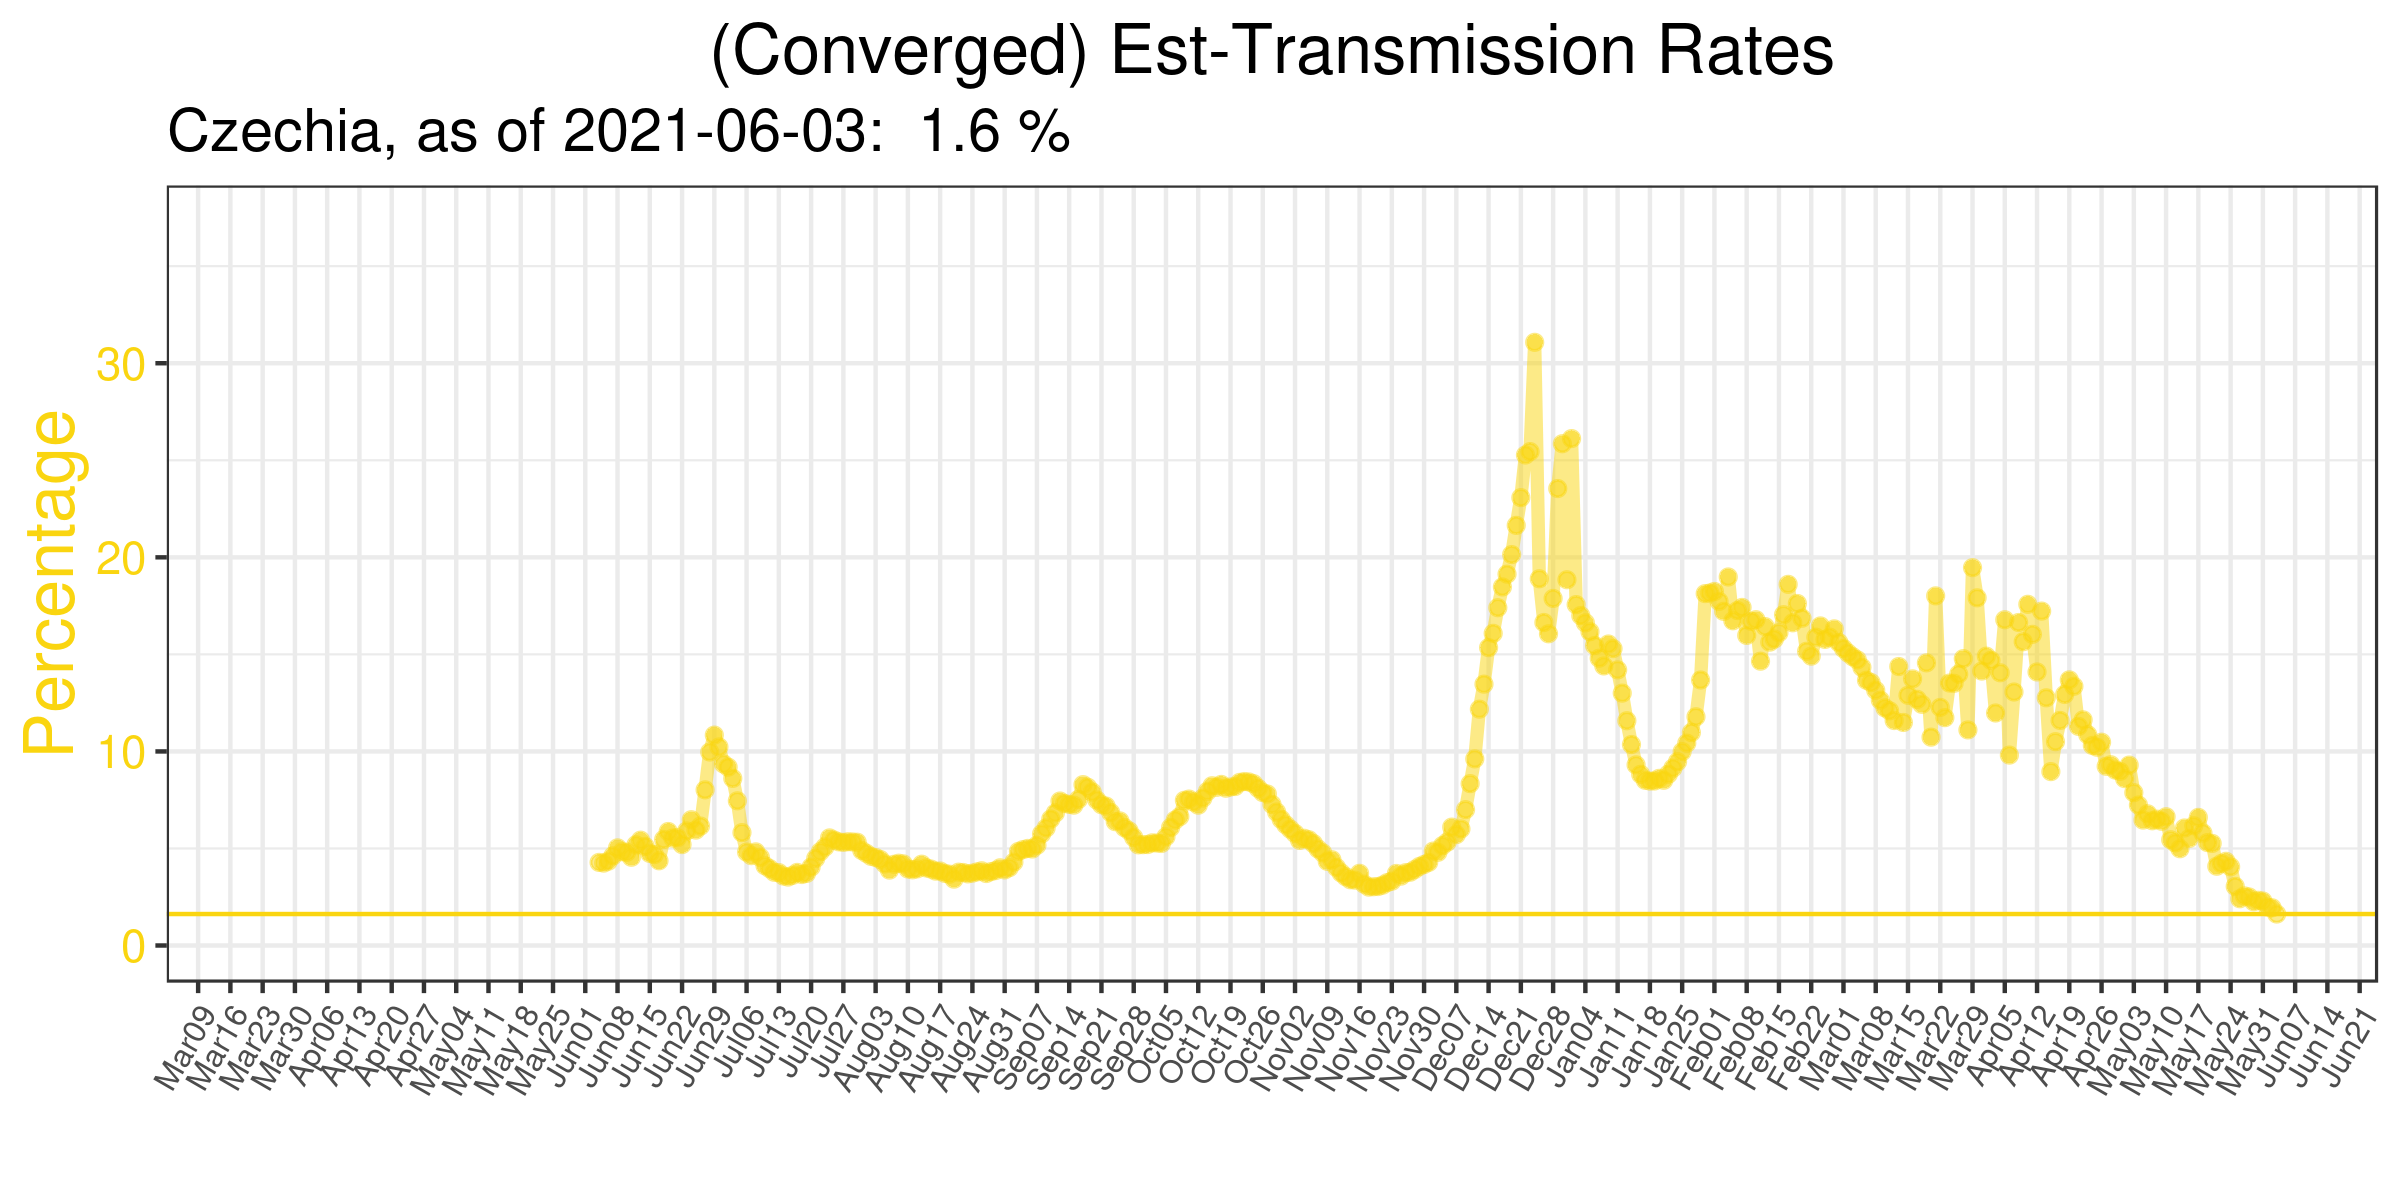 (Converged) Est-Transmission Rates
Czechia, as of 2021-06-03:  1.6 %
Percentage
30
20
10
0
Mar09
Mar16
Mar23
Mar30
Apr06
Apr13
Apr20
Apr27
May04
May11
May18
May25
Jun01
Jun08
Jun15
Jun22
Jun29
Jul06
Jul13
Jul20
Jul27
Aug03
Aug10
Aug17
Aug24
Aug31
Sep07
Sep14
Sep21
Sep28
Oct05
Oct12
Oct19
Oct26
Nov02
Nov09
Nov16
Nov23
Nov30
Dec07
Dec14
Dec21
Dec28
Jan04
Jan11
Jan18
Jan25
Feb01
Feb08
Feb15
Feb22
Mar01
Mar08
Mar15
Mar22
Mar29
Apr05
Apr12
Apr19
Apr26
May03
May10
May17
May24
May31
Jun07
Jun14
Jun21